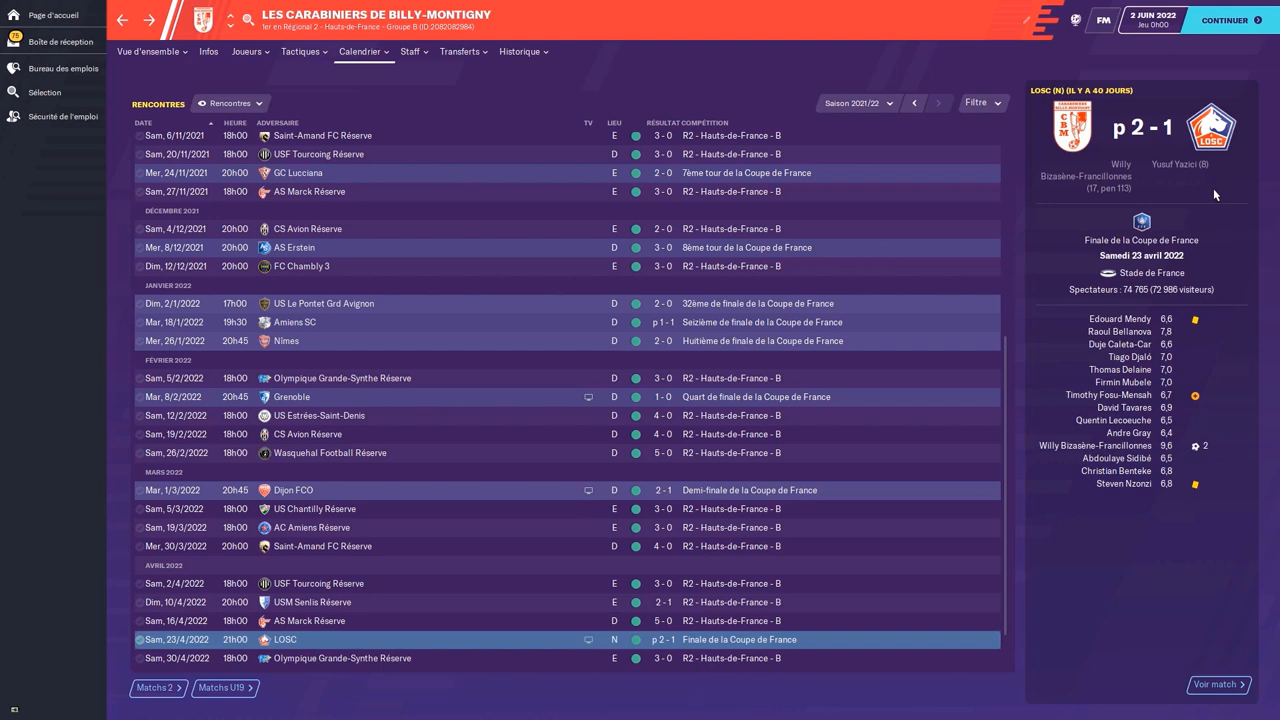 Page d'accueil
75
Boîte de réception
Bureau des emplois
Sélection
Sécurité de l'emploi
LES CARABINIERS DE BILLY-MONTIGNY
1er en Régional 2 - Hauts-de-France - Groupe B (ID:2082082984)
FM
2 JUIN 2022
Jeu 0h00
CONTINUER
Vue d'ensemble Infos Joueurs Tactiques Calendrier Staff Transferts Historique
RENCONTRES Rencontres Saison 2021/22 Filtre
DATE HEURE ADVERSAIRE TV LIEU RÉSULTAT COMPÉTITION
Sam, 6/11/2021 18h00 Saint-Amand FC Réserve E 3 - 0 R2 - Hauts-de-France - B
Sam, 20/11/2021 18h00 USF Tourcoing Réserve D 3 - 0 R2 - Hauts-de-France - B
Mer, 24/11/2021 20h00 GC Lucciana E 2 - 0 7ème tour de la Coupe de France
Sam, 27/11/2021 18h00 AS Marck Réserve E 3 - 0 R2 - Hauts-de-France - B
DÉCEMBRE 2021
Sam, 4/12/2021 20h00 CS Avion Réserve E 2 - 0 R2 - Hauts-de-France - B
Mer, 8/12/2021 20h00 AS Erstein D 3 - 0 8ème tour de la Coupe de France
Dim, 12/12/2021 20h00 FC Chambly 3 E 3 - 0 R2 - Hauts-de-France - B
JANVIER 2022
Dim, 2/1/2022 17h00 US Le Pontet Grd Avignon D 2 - 0 32ème de finale de la Coupe de France
Mar, 18/1/2022 19h30 Amiens SC D p 1 - 1 Seizième de finale de la Coupe de France
Mer, 26/1/2022 20h45 Nîmes D 2 - 0 Huitième de finale de la Coupe de France
FÉVRIER 2022
Sam, 5/2/2022 18h00 Olympique Grande-Synthe Réserve D 3 - 0 R2 - Hauts-de-France - B
Mar, 8/2/2022 20h45 Grenoble D 1 - 0 Quart de finale de la Coupe de France
Sam, 12/2/2022 18h00 US Estrées-Saint-Denis D 4 - 0 R2 - Hauts-de-France - B
Sam, 19/2/2022 18h00 CS Avion Réserve D 4 - 0 R2 - Hauts-de-France - B
Sam, 26/2/2022 18h00 Wasquehal Football Réserve D 5 - 0 R2 - Hauts-de-France - B
MARS 2022
Mar, 1/3/2022 20h45 Dijon FCO D 2 - 1 Demi-finale de la Coupe de France
Sam, 5/3/2022 18h00 US Chantilly Réserve E 3 - 0 R2 - Hauts-de-France - B
Sam, 19/3/2022 18h00 AC Amiens Réserve E 3 - 0 R2 - Hauts-de-France - B
Mer, 30/3/2022 20h00 Saint-Amand FC Réserve D 4 - 0 R2 - Hauts-de-France - B
AVRIL 2022
Sam, 2/4/2022 18h00 USF Tourcoing Réserve E 3 - 0 R2 - Hauts-de-France - B
Dim, 10/4/2022 20h00 USM Senlis Réserve E 2 - 1 R2 - Hauts-de-France - B
Sam, 16/4/2022 18h00 AS Marck Réserve D 5 - 0 R2 - Hauts-de-France - B
Sam, 23/4/2022 21h00 LOSC N p 2 - 1 Finale de la Coupe de France
Sam, 30/4/2022 18h00 Olympique Grande-Synthe Réserve E 3 - 0 R2 - Hauts-de-France - B
Matchs 2 Matchs U19
LOSC (N) (IL Y A 40 JOURS)
CBM
p 2 - 1
LOSC
Willy Bizasène-Francillonnes (17, pen 113)
Yusuf Yazici (8)
Finale de la Coupe de France
Samedi 23 avril 2022
Stade de France
Spectateurs : 74 765 (72 986 visiteurs)
Edouard Mendy 6,6
Raoul Bellanova 7,8
Duje Caleta-Car 6,6
Tiago Djaló 7,0
Thomas Delaine 7,0
Firmin Mubele 7,0
Timothy Fosu-Mensah 6,7
David Tavares 6,9
Quentin Lecoeuche 6,5
Andre Gray 6,4
Willy Bizasène-Francillonnes 9,6 2
Abdoulaye Sidibé 6,5
Christian Benteke 6,8
Steven Nzonzi 6,8
Voir match